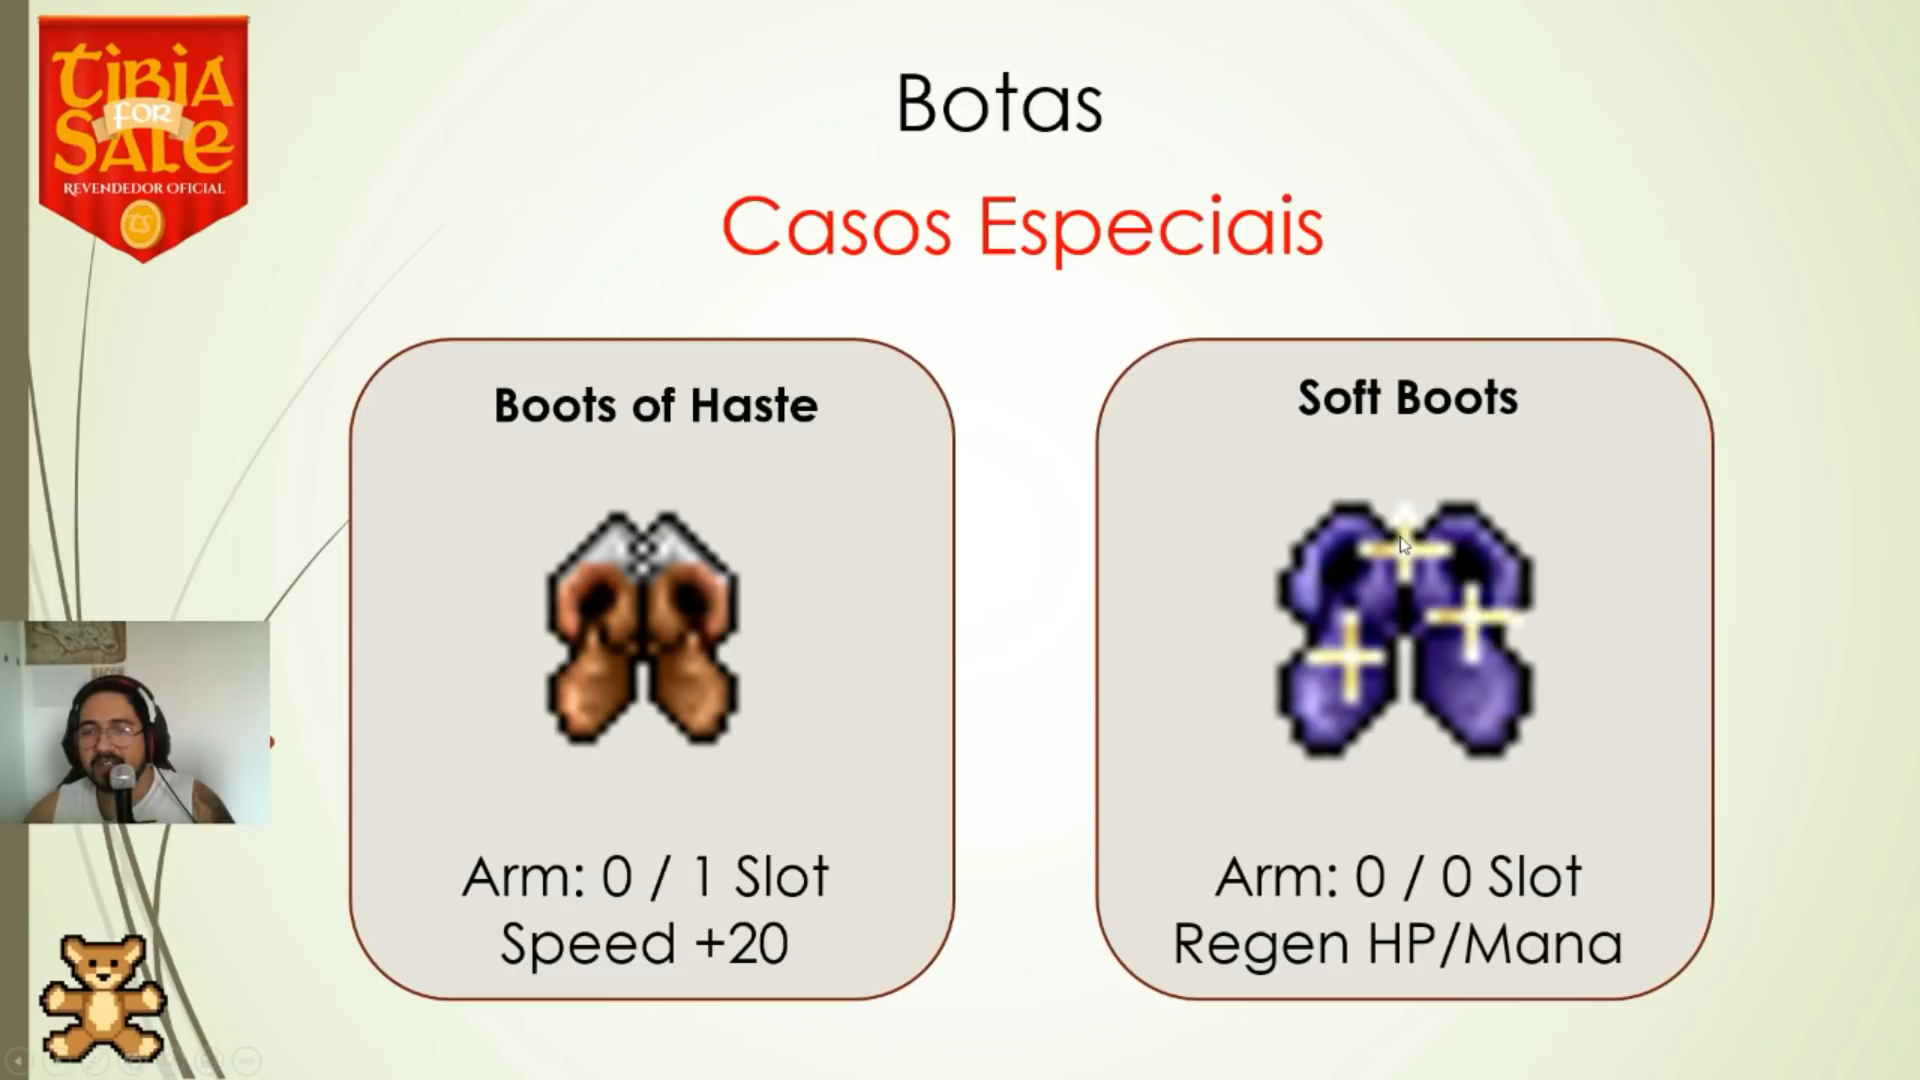 TIBIA
FOR
SALE
REVENDEDOR OFICIAL
Botas
Casos Especiais
Boots of Haste
Arm: 0 / 1 Slot
Speed +20
Soft Boots
Arm: 0 / 0 Slot
Regen HP/Mana